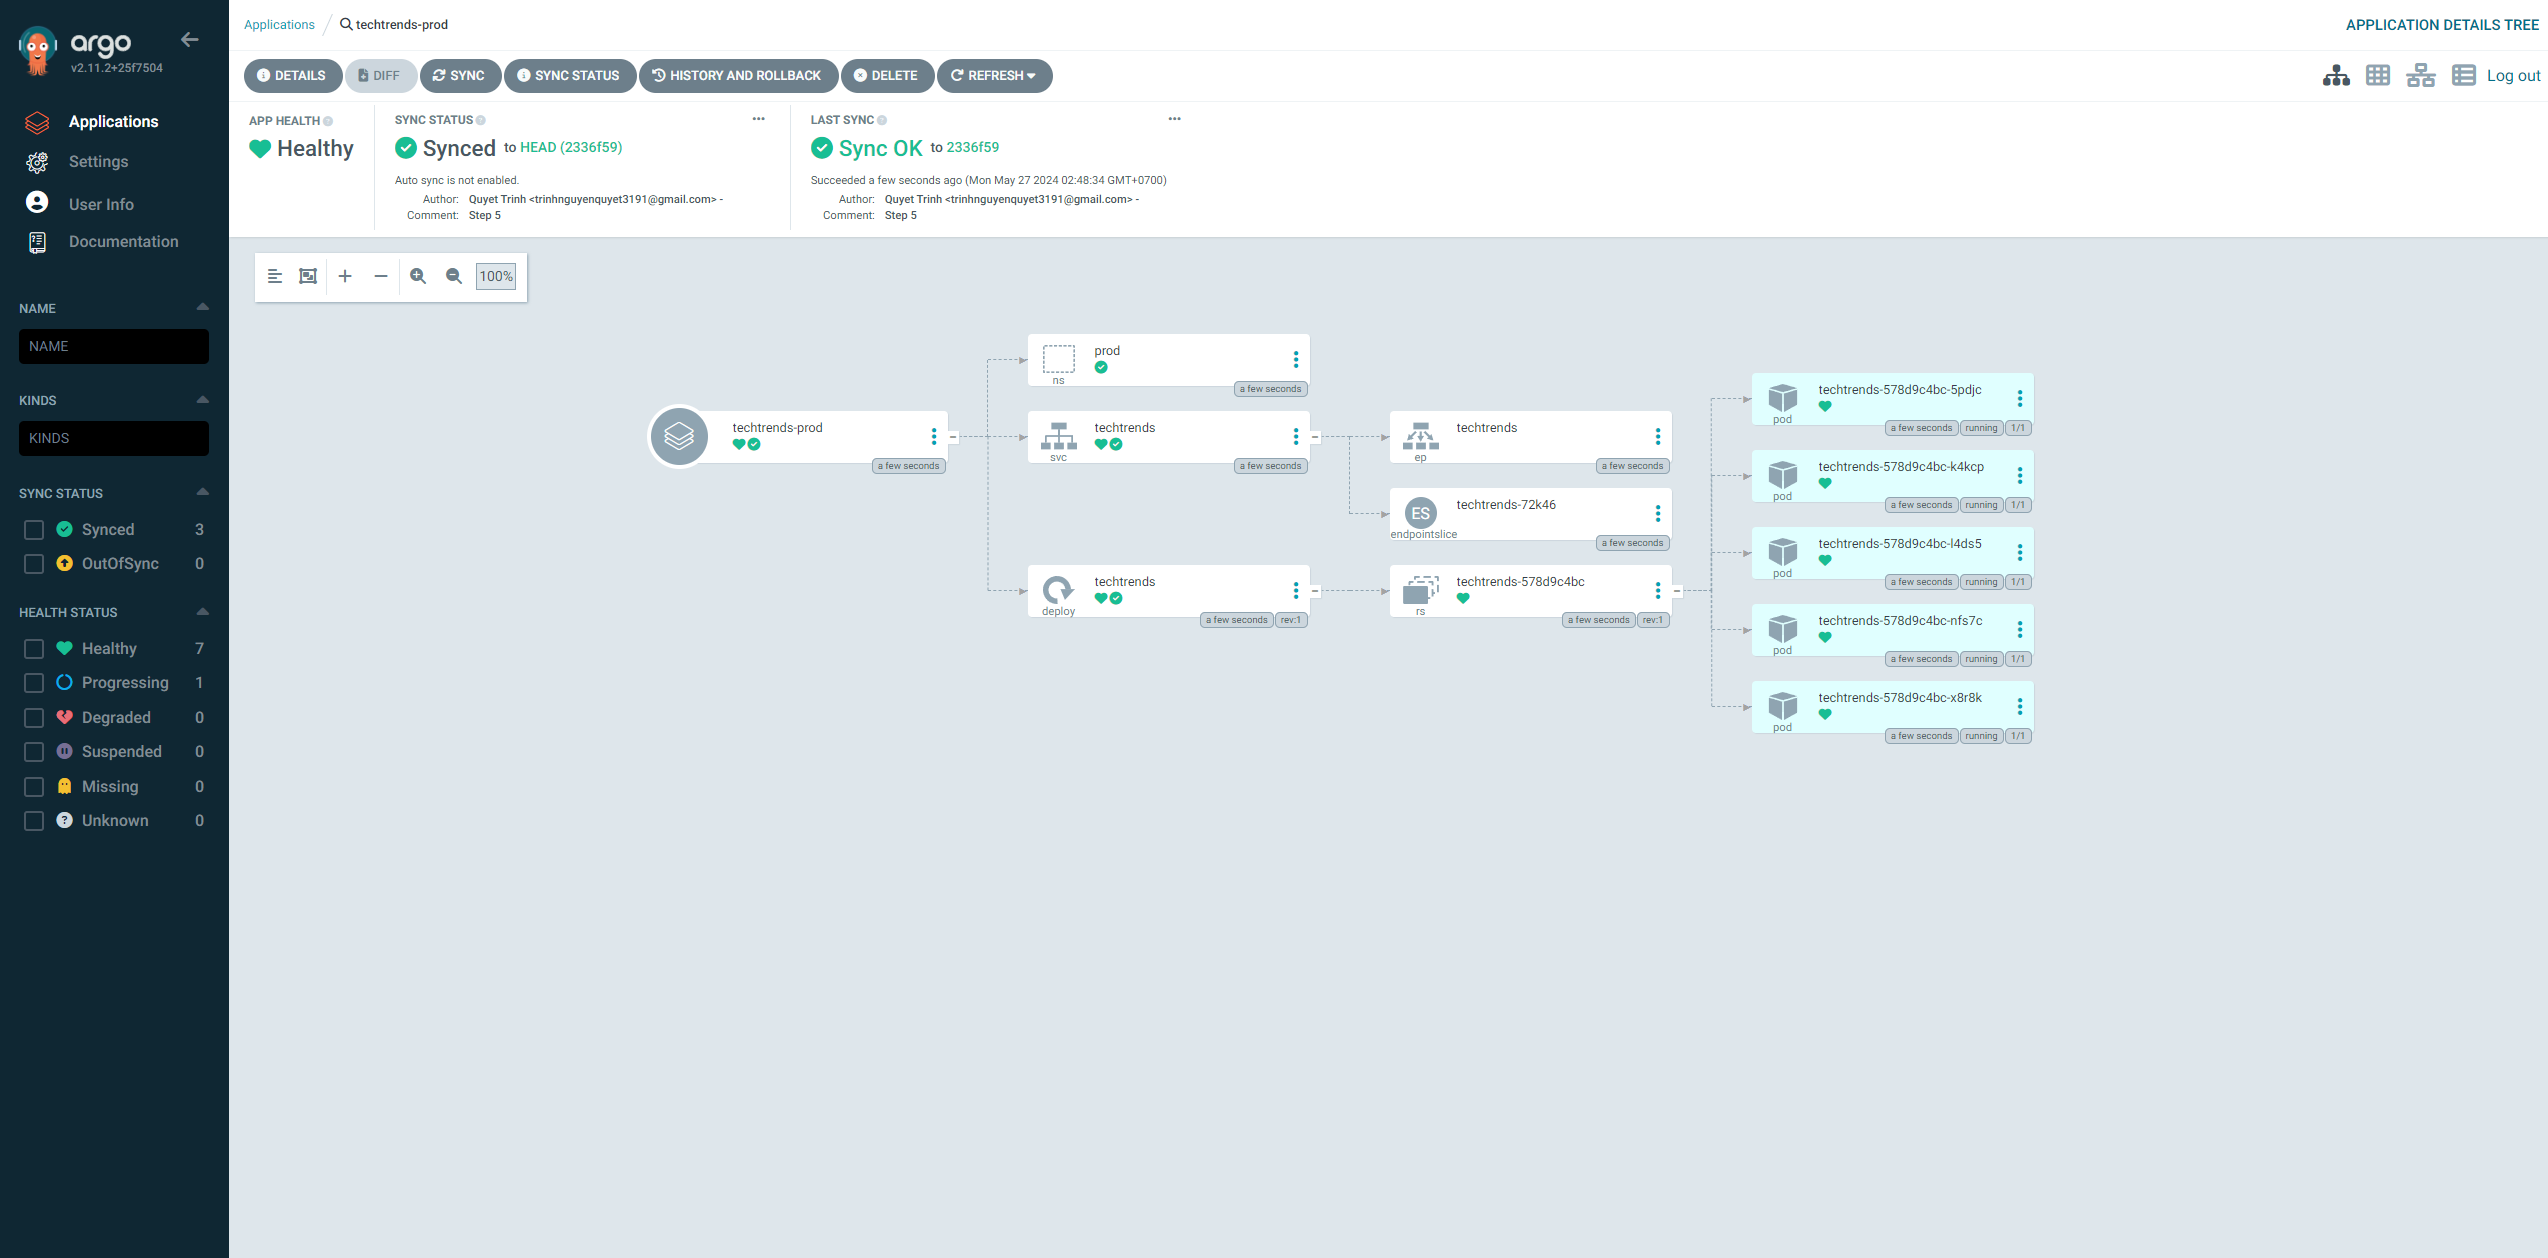 argo
v2.11.2+25f7504
Applications
Settings
User Info
Documentation
NAME
NAME
KINDS
KINDS
SYNC STATUS
Synced 3
OutOfSync 0
HEALTH STATUS
Healthy 7
Progressing 1
Degraded 0
Suspended 0
Missing 0
Unknown 0
Applications / techtrends-prod
APPLICATION DETAILS TREE
DETAILS DIFF SYNC SYNC STATUS HISTORY AND ROLLBACK DELETE REFRESH
Log out
APP HEALTH
Healthy
SYNC STATUS
Synced to HEAD (2336f59)
Auto sync is not enabled.
Author: Quyet Trinh <trinhnguyenquyet3191@gmail.com> -
Comment: Step 5
LAST SYNC
Sync OK to 2336f59
Succeeded a few seconds ago (Mon May 27 2024 02:48:34 GMT+0700)
Author: Quyet Trinh <trinhnguyenquyet3191@gmail.com> -
Comment: Step 5
100%
techtrends-prod
a few seconds
prod
ns
a few seconds
techtrends
svc
a few seconds
techtrends
deploy
a few seconds rev:1
techtrends
ep
a few seconds
ES
techtrends-72k46
endpointslice
a few seconds
techtrends-578d9c4bc
rs
a few seconds rev:1
techtrends-578d9c4bc-5pdjc
pod
a few seconds running 1/1
techtrends-578d9c4bc-k4kcp
pod
a few seconds running 1/1
techtrends-578d9c4bc-l4ds5
pod
a few seconds running 1/1
techtrends-578d9c4bc-nfs7c
pod
a few seconds running 1/1
techtrends-578d9c4bc-x8r8k
pod
a few seconds running 1/1